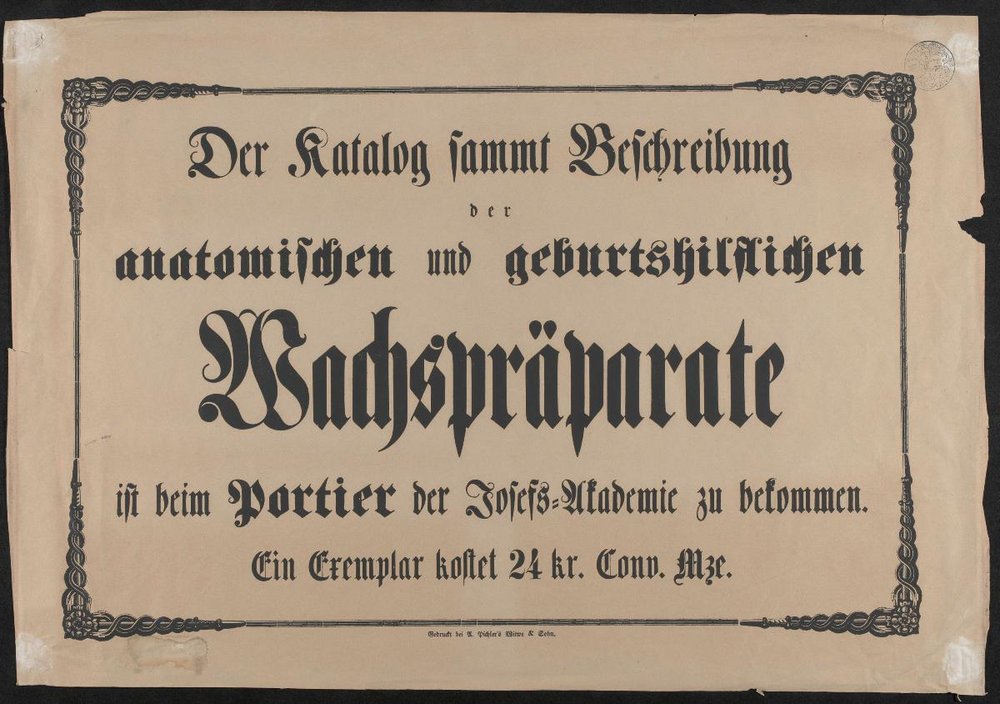 Der Katalog sammt Beschreibung
der
anatomischen und geburtshilflichen
Wachspräparate
ist beim Portier der Josefs-Akademie zu bekommen.
Ein Exemplar kostet 24 kr. Conv. Mze.
Gedruckt bei A. Pichler's Witwe & Sohn.